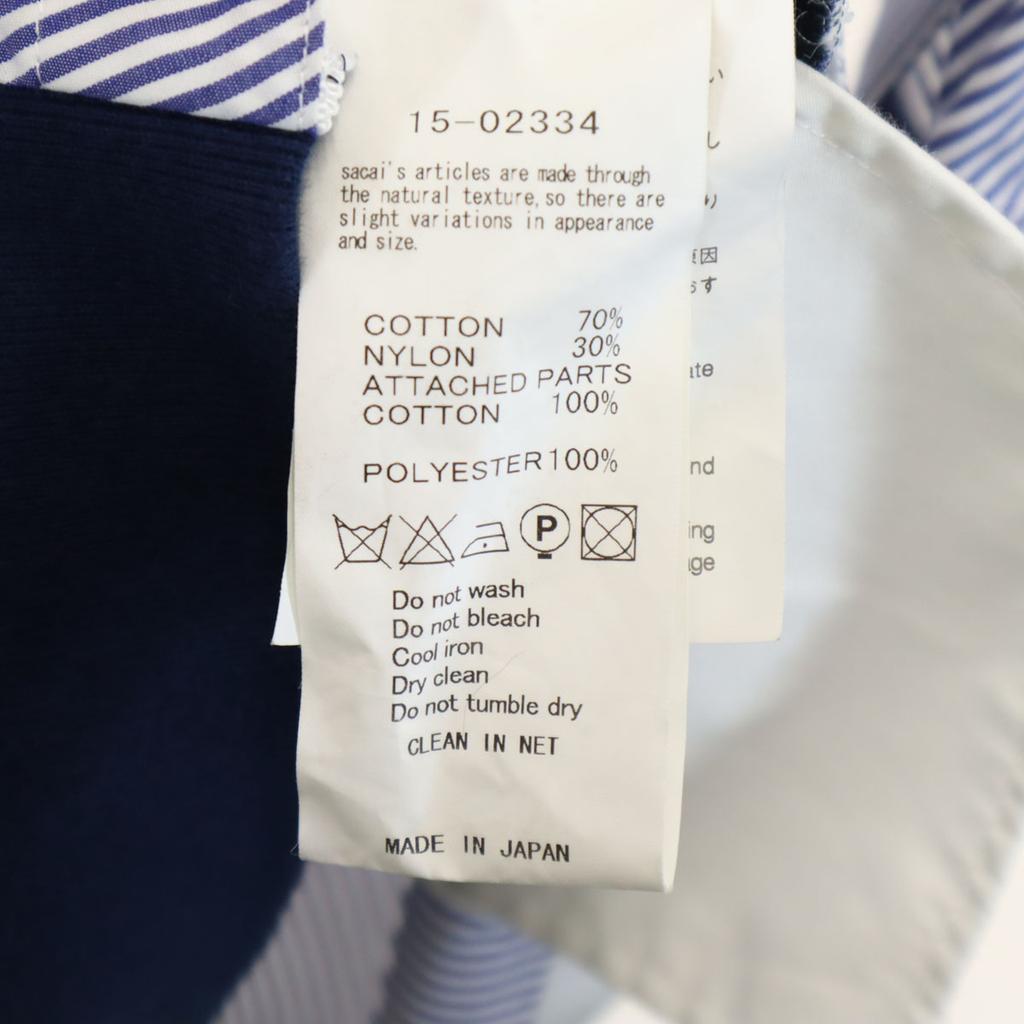 15-02334
sacai's articles are made through
the natural texture, so there are
slight variations in appearance
and size.
COTTON 70%
NYLON 30%
ATTACHED PARTS
COTTON 100%
POLYESTER 100%
P
Do not wash
Do not bleach
Cool iron
Dry clean
Do not tumble dry
CLEAN IN NET
MADE IN JAPAN